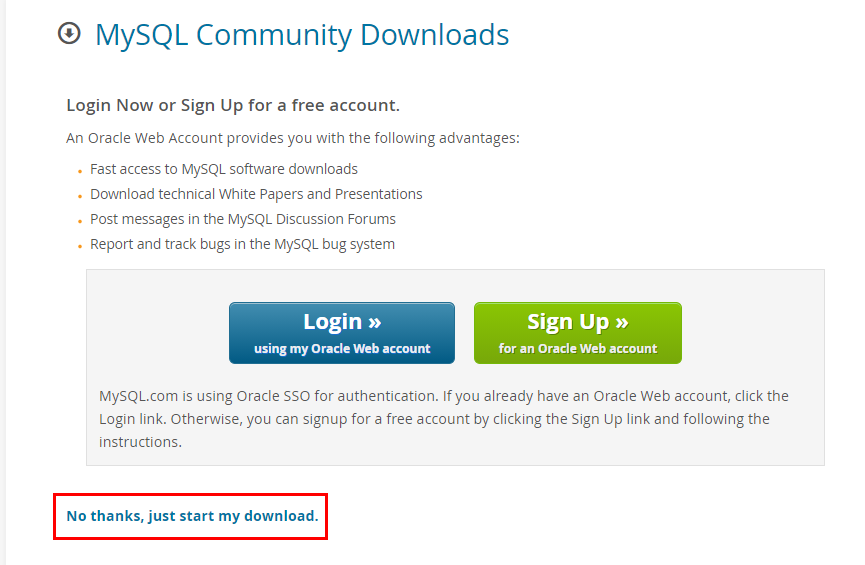 MySQL Community Downloads
Login Now or Sign Up for a free account.
An Oracle Web Account provides you with the following advantages:
Fast access to MySQL software downloads
Download technical White Papers and Presentations
Post messages in the MySQL Discussion Forums
Report and track bugs in the MySQL bug system
Login »
using my Oracle Web account
Sign Up »
for an Oracle Web account
MySQL.com is using Oracle SSO for authentication. If you already have an Oracle Web account, click the
Login link. Otherwise, you can signup for a free account by clicking the Sign Up link and following the
instructions.
No thanks, just start my download.